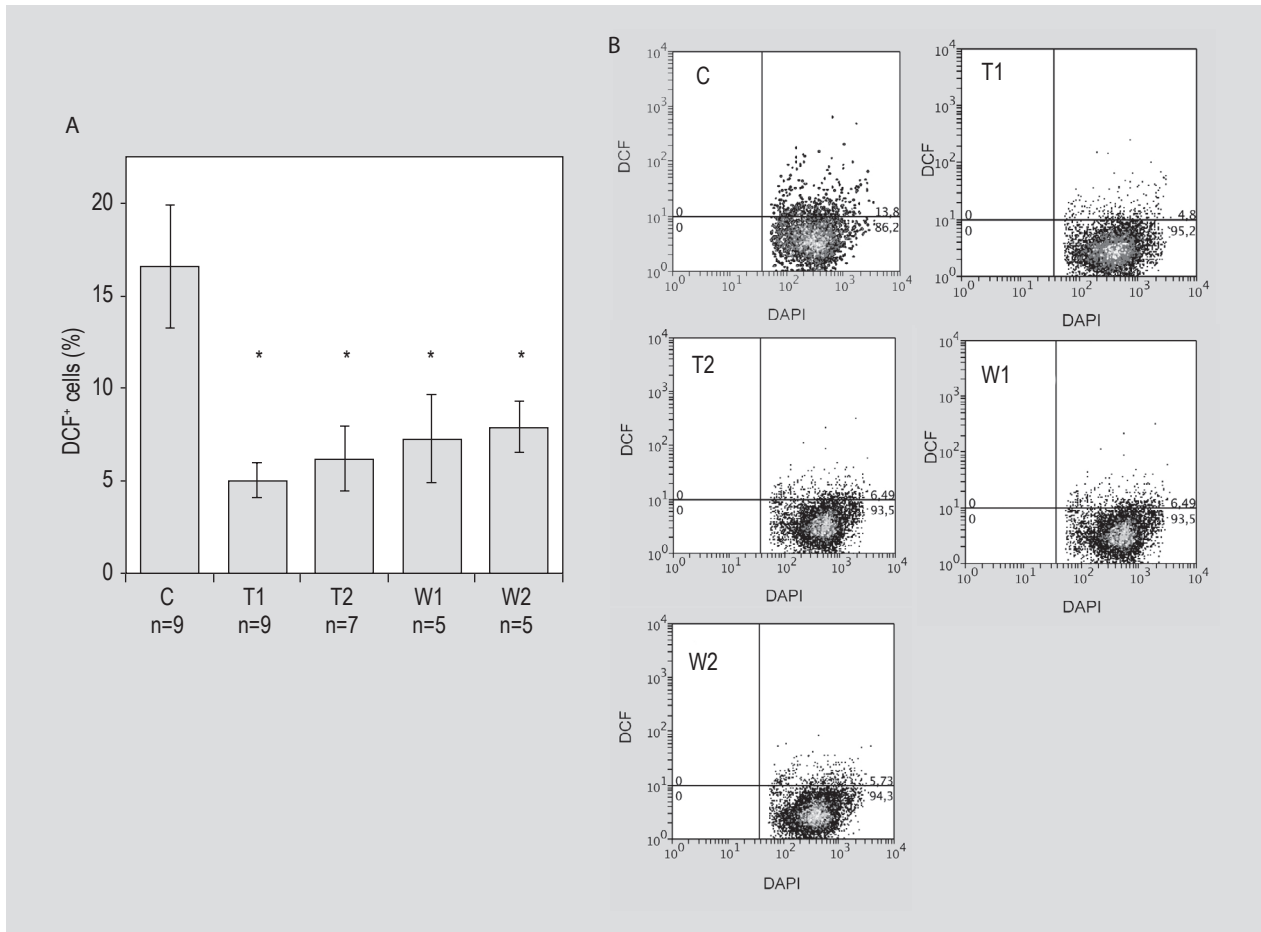 A
DCF⁺ cells (%)
20
15
10
5
0
C
n=9
T1
n=9
T2
n=7
W1
n=5
W2
n=5
*
*
*
*
B
C
DCF
10⁴
10³
10²
10¹
10⁰
0
13,8
0
86,2
10⁰ 10¹ 10² 10³ 10⁴
DAPI
T1
DCF
10⁴
10³
10²
10¹
10⁰
0
4,8
0
95,2
10⁰ 10¹ 10² 10³ 10⁴
DAPI
T2
DCF
10⁴
10³
10²
10¹
10⁰
0
6,49
0
93,5
10⁰ 10¹ 10² 10³ 10⁴
DAPI
W1
DCF
10⁴
10³
10²
10¹
10⁰
0
6,49
0
93,5
10⁰ 10¹ 10² 10³ 10⁴
DAPI
W2
DCF
10⁴
10³
10²
10¹
10⁰
0
5,73
0
94,3
10⁰ 10¹ 10² 10³ 10⁴
DAPI